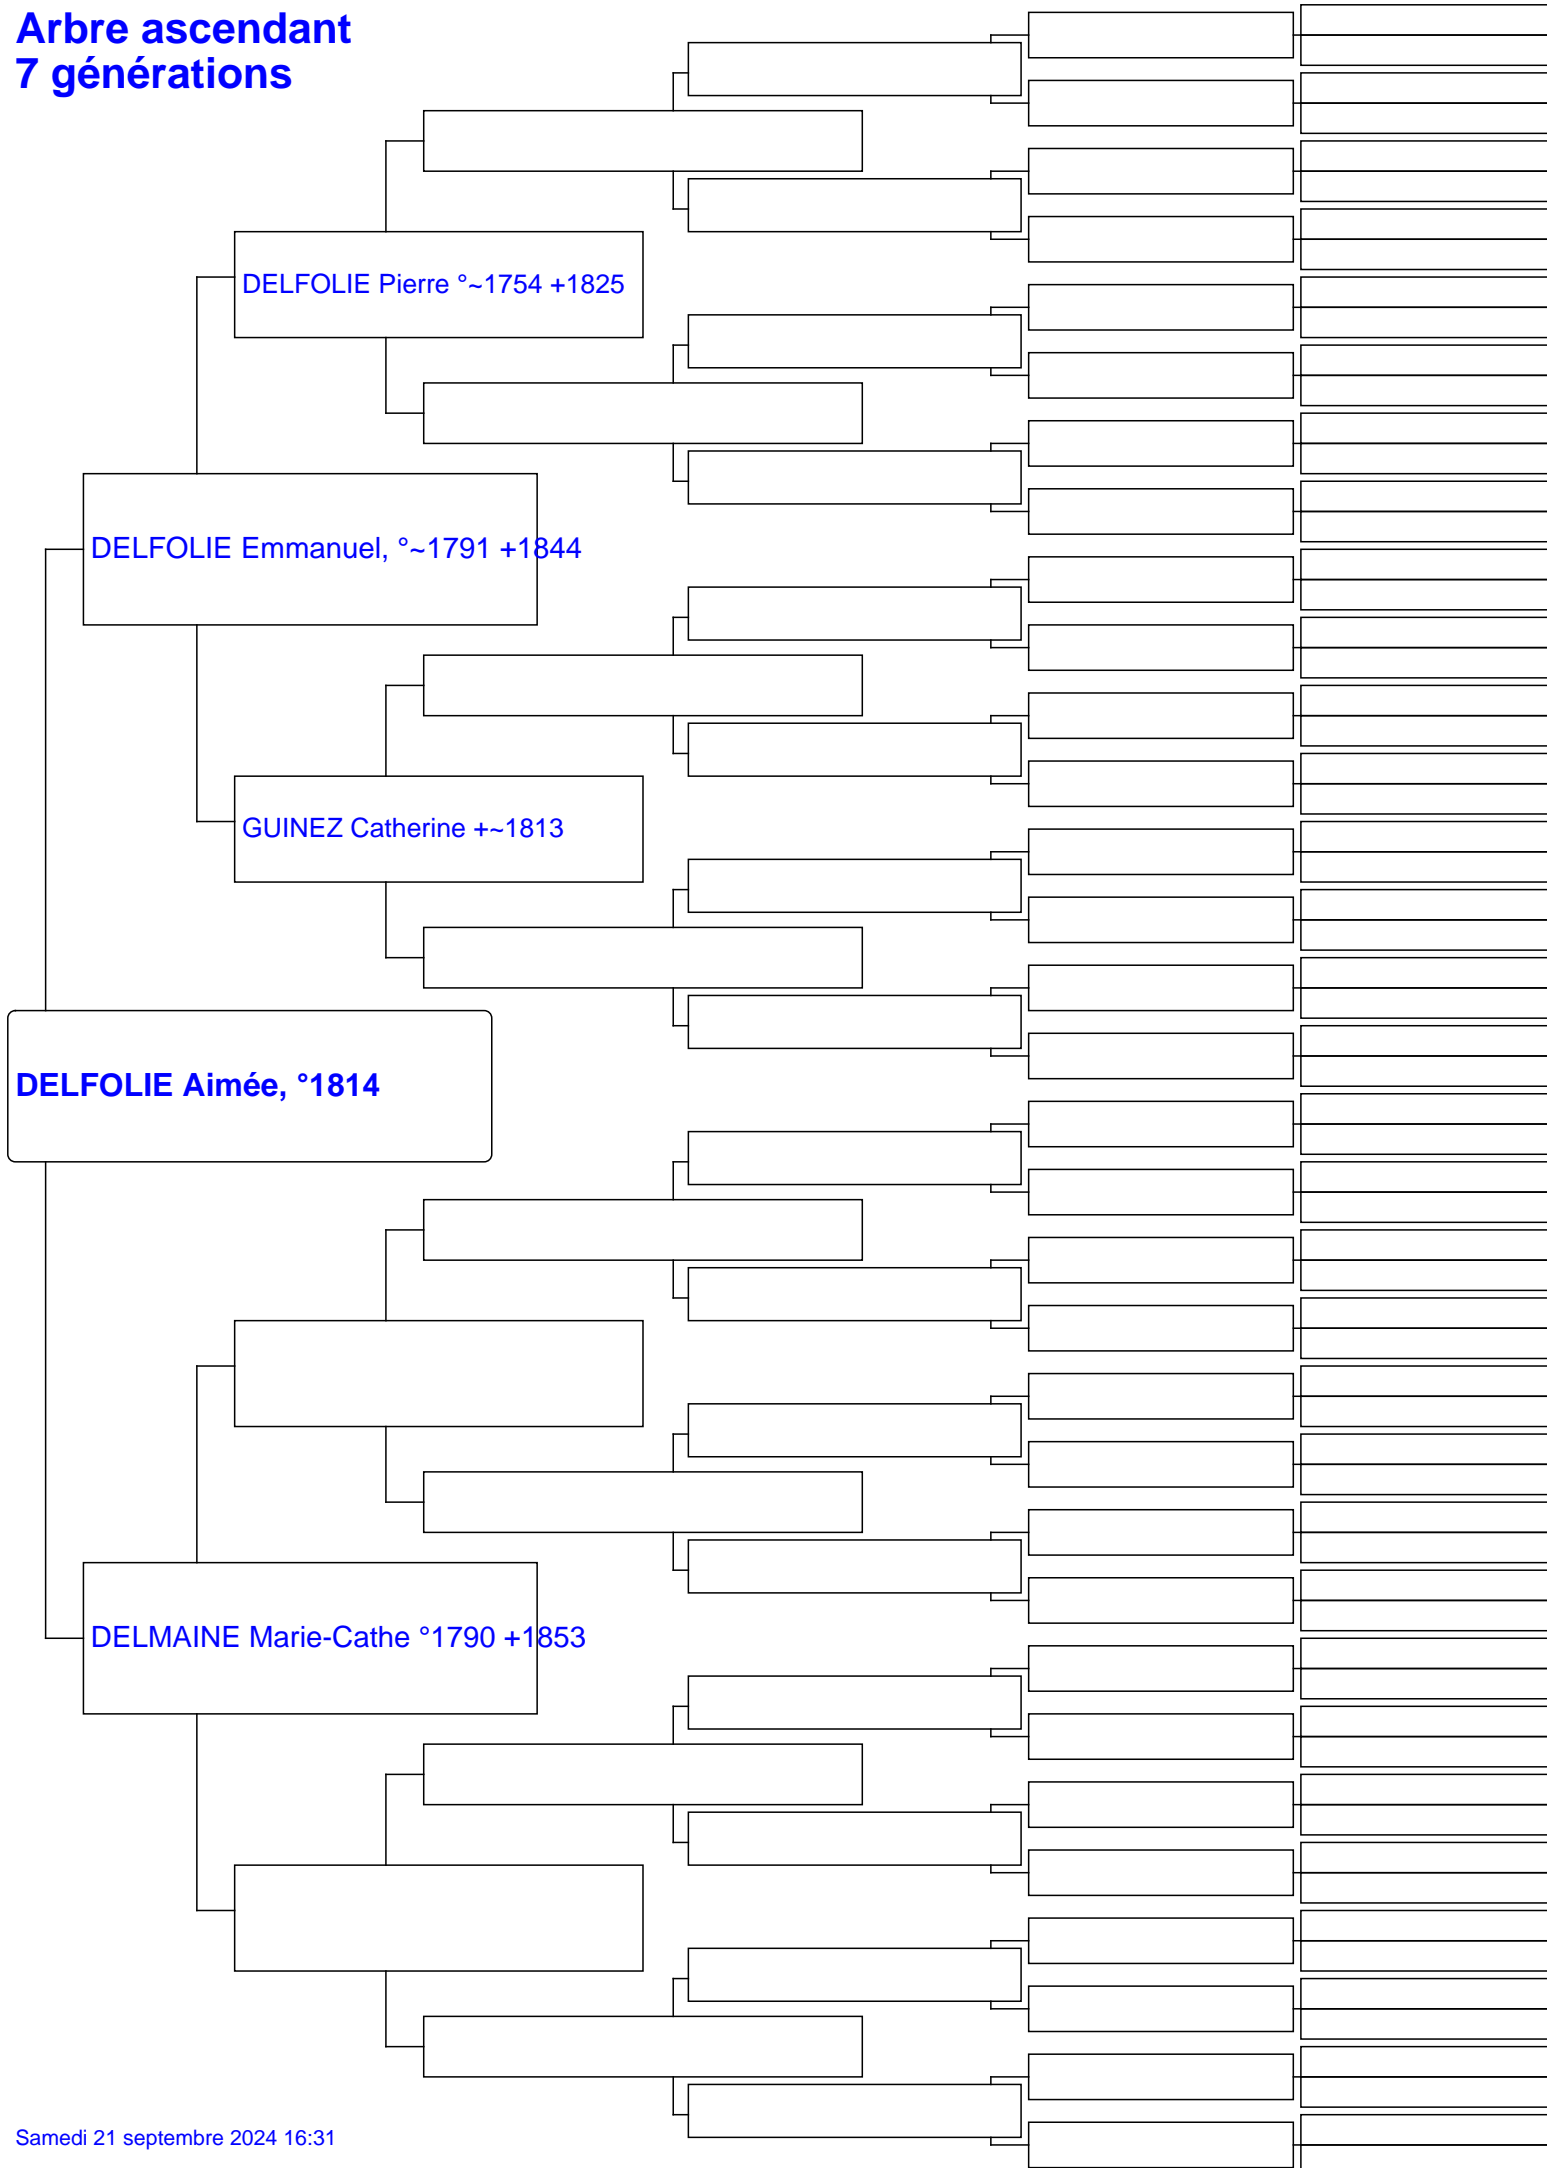 Arbre ascendant
7 générations
DELFOLIE Pierre °~1754 +1825
DELFOLIE Emmanuel, °~1791 +1844
GUINEZ Catherine +~1813
DELFOLIE Aimée, °1814
DELMAINE Marie-Cathe °1790 +1853
Samedi 21 septembre 2024 16:31